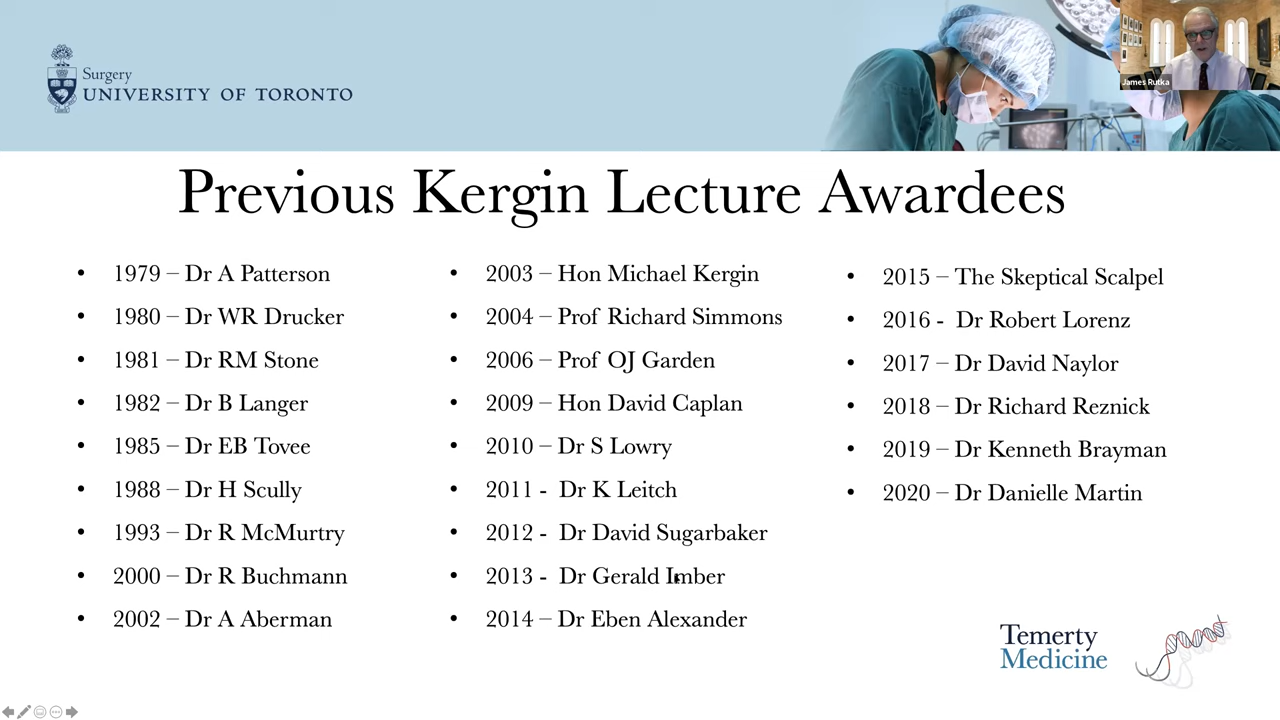 Surgery
UNIVERSITY OF TORONTO
James Rutka
Previous Kergin Lecture Awardees
• 1979 – Dr A Patterson
• 1980 – Dr WR Drucker
• 1981 – Dr RM Stone
• 1982 – Dr B Langer
• 1985 – Dr EB Tovee
• 1988 – Dr H Scully
• 1993 – Dr R McMurtry
• 2000 – Dr R Buchmann
• 2002 – Dr A Aberman
• 2003 – Hon Michael Kergin
• 2004 – Prof Richard Simmons
• 2006 – Prof OJ Garden
• 2009 – Hon David Caplan
• 2010 – Dr S Lowry
• 2011 - Dr K Leitch
• 2012 - Dr David Sugarbaker
• 2013 - Dr Gerald Imber
• 2014 – Dr Eben Alexander
• 2015 – The Skeptical Scalpel
• 2016 - Dr Robert Lorenz
• 2017 – Dr David Naylor
• 2018 – Dr Richard Reznick
• 2019 – Dr Kenneth Brayman
• 2020 – Dr Danielle Martin
Temerty
Medicine